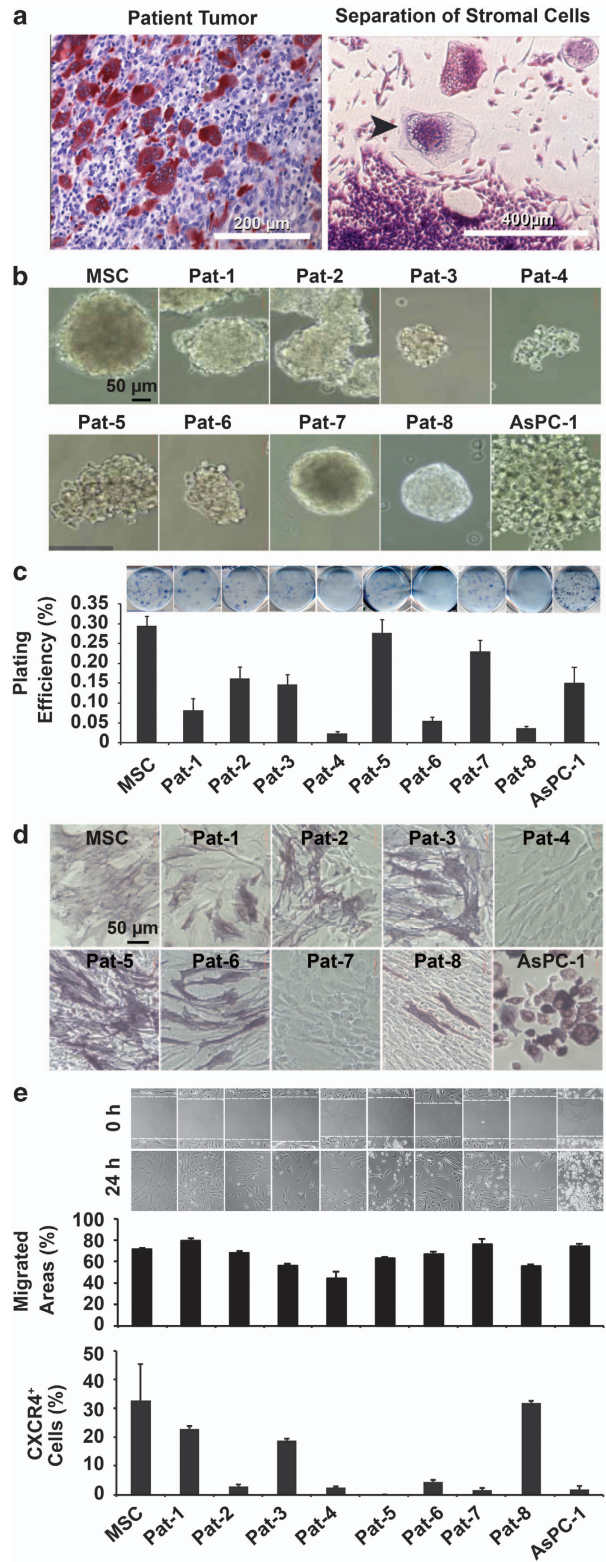 a
Patient Tumor
Separation of Stromal Cells
200 µm
400µm
b
MSC Pat-1 Pat-2 Pat-3 Pat-4
50 µm
Pat-5 Pat-6 Pat-7 Pat-8 AsPC-1
c
Plating
Efficiency (%)
0.35
0.30
0.25
0.20
0.15
0.10
0.05
0
MSC Pat-1 Pat-2 Pat-3 Pat-4 Pat-5 Pat-6 Pat-7 Pat-8 AsPC-1
d
MSC Pat-1 Pat-2 Pat-3 Pat-4
50 µm
Pat-5 Pat-6 Pat-7 Pat-8 AsPC-1
e
0 h
24 h
Migrated
Areas (%)
100
80
60
40
20
0
CXCR4+
Cells (%)
50
40
30
20
10
0
MSC Pat-1 Pat-2 Pat-3 Pat-4 Pat-5 Pat-6 Pat-7 Pat-8 AsPC-1